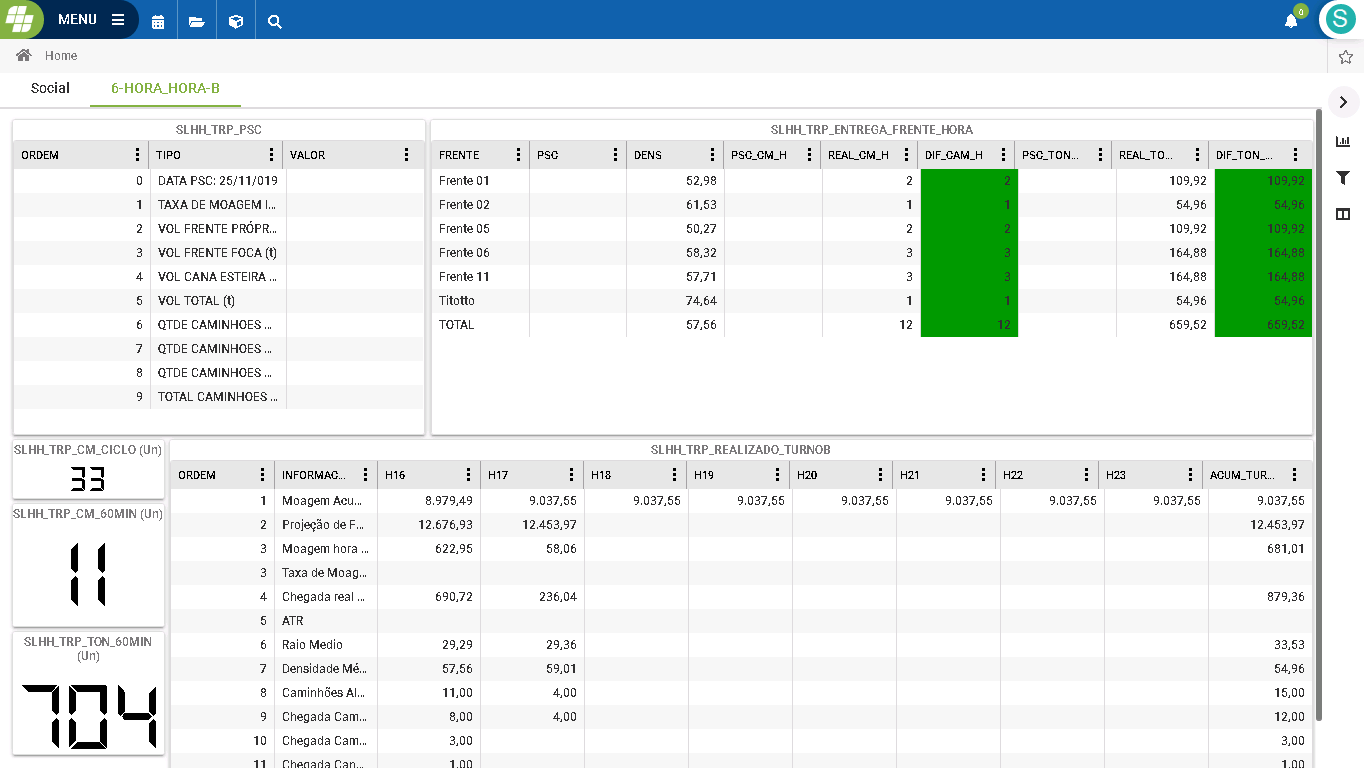 MENU
0
S
Home
Social 6-HORA_HORA-B
SLHH_TRP_PSC
ORDEM TIPO VALOR
0 DATA PSC: 25/11/019
1 TAXA DE MOAGEM I...
2 VOL FRENTE PRÓPR...
3 VOL FRENTE FOCA (t)
4 VOL CANA ESTEIRA ...
5 VOL TOTAL (t)
6 QTDE CAMINHOES ...
7 QTDE CAMINHOES ...
8 QTDE CAMINHOES ...
9 TOTAL CAMINHOES ...
SLHH_TRP_ENTREGA_FRENTE_HORA
FRENTE PSC DENS PSC_CM_H REAL_CM_H DIF_CAM_H PSC_TON... REAL_TO... DIF_TON_...
Frente 01 52,98 2 2 109,92 109,92
Frente 02 61,53 1 1 54,96 54,96
Frente 05 50,27 2 2 109,92 109,92
Frente 06 58,32 3 3 164,88 164,88
Frente 11 57,71 3 3 164,88 164,88
Titotto 74,64 1 1 54,96 54,96
TOTAL 57,56 12 12 659,52 659,52
SLHH_TRP_CM_CICLO (Un)
33
SLHH_TRP_CM_60MIN (Un)
11
SLHH_TRP_TON_60MIN
(Un)
704
SLHH_TRP_REALIZADO_TURNOB
ORDEM INFORMAC... H16 H17 H18 H19 H20 H21 H22 H23 ACUM_TUR...
1 Moagem Acu... 8.979,49 9.037,55 9.037,55 9.037,55 9.037,55 9.037,55 9.037,55 9.037,55 9.037,55
2 Projeção de F... 12.676,93 12.453,97 12.453,97
3 Moagem hora ... 622,95 58,06 681,01
3 Taxa de Moag...
4 Chegada real ... 690,72 236,04 879,36
5 ATR
6 Raio Medio 29,29 29,36 33,53
7 Densidade Mé... 57,56 59,01 54,96
8 Caminhões Al... 11,00 4,00 15,00
9 Chegada Cam... 8,00 4,00 12,00
10 Chegada Cam... 3,00 3,00
11 Chegada Can... 1,00 1,00